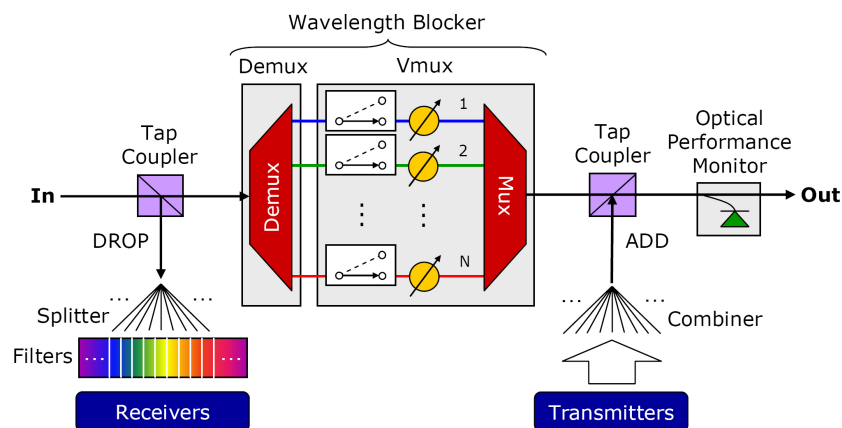 Wavelength Blocker
Demux
Vmux
Tap
Coupler
Tap
Coupler
Optical
Performance
Monitor
In
Demux
1
2
N
Mux
Out
DROP
ADD
Splitter
Combiner
Filters
Receivers
Transmitters